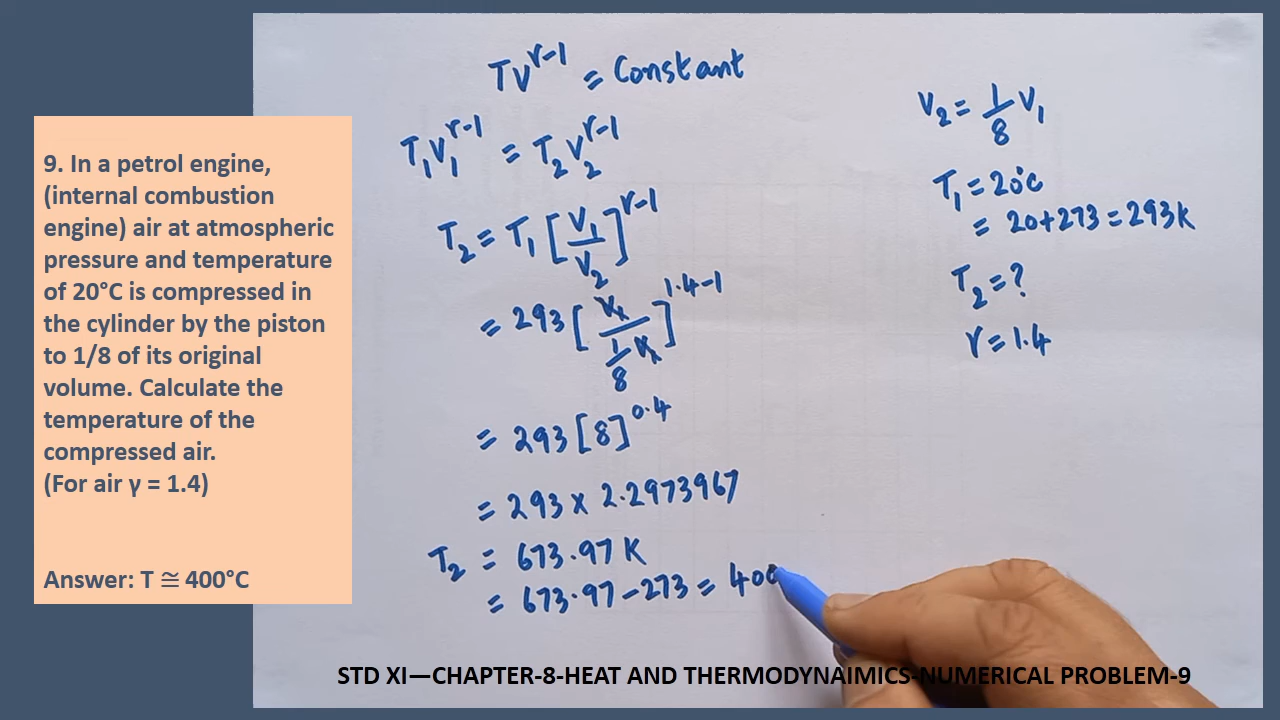 9. In a petrol engine,
(internal combustion
engine) air at atmospheric
pressure and temperature
of 20°C is compressed in
the cylinder by the piston
to 1/8 of its original
volume. Calculate the
temperature of the
compressed air.
(For air γ = 1.4)
Answer: T ≅ 400°C
TV^(γ-1) = Constant
T₁V₁^(γ-1) = T₂V₂^(γ-1)
T₂ = T₁ [V₁/V₂]^(γ-1)
= 293 [V₁/(1/8 V₁)]^(1.4-1)
= 293 [8]^0.4
= 293 × 2.2973967
T₂ = 673.97 K
= 673.97 - 273 = 400
V₂ = 1/8 V₁
T₁ = 20°C
= 20+273 = 293K
T₂ = ?
γ = 1.4
STD XI—CHAPTER-8-HEAT AND THERMODYNAIMICS-NUMERICAL PROBLEM-9